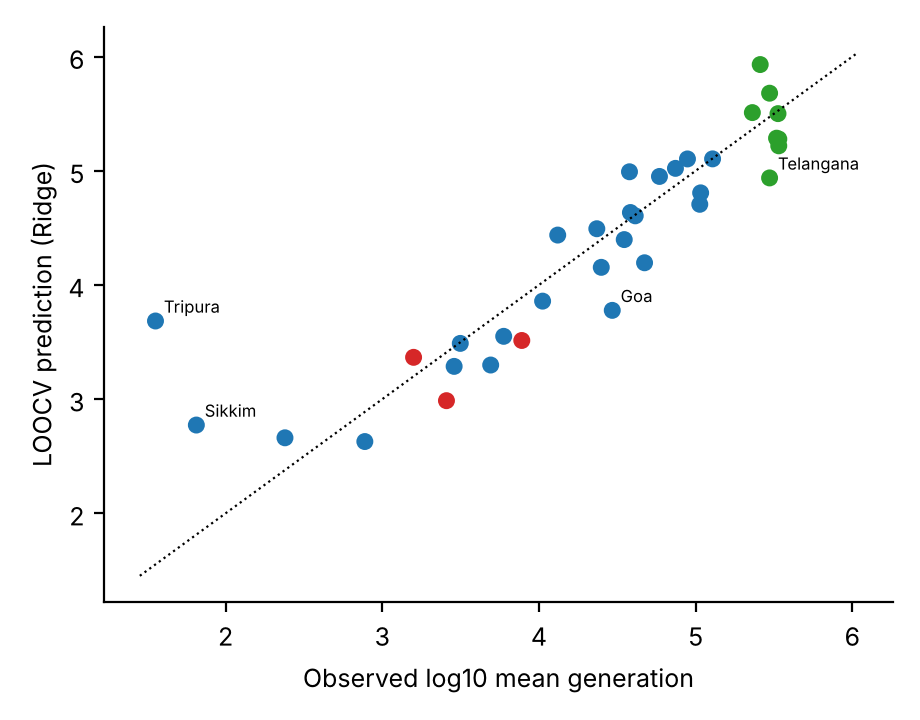 6
5
4
3
2
LOOCV prediction (Ridge)
Telangana
Goa
Tripura
Sikkim
2 3 4 5 6
Observed log10 mean generation